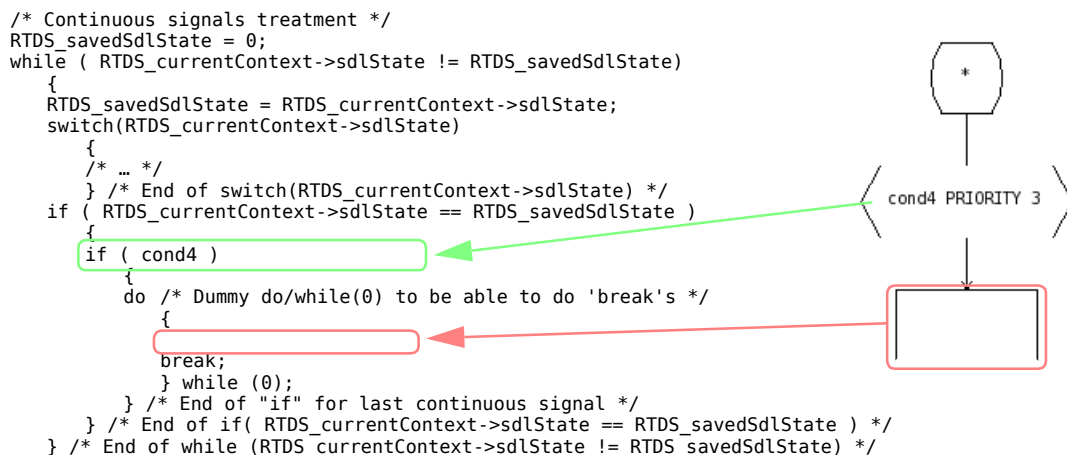 /* Continuous signals treatment */
RTDS_savedSdlState = 0;
while ( RTDS_currentContext->sdlState != RTDS_savedSdlState)
{
RTDS_savedSdlState = RTDS_currentContext->sdlState;
switch(RTDS_currentContext->sdlState)
{
/* … */
} /* End of switch(RTDS_currentContext->sdlState) */
if ( RTDS_currentContext->sdlState == RTDS_savedSdlState )
{
if ( cond4 )
{
do /* Dummy do/while(0) to be able to do 'break's */
{
break;
} while (0);
} /* End of "if" for last continuous signal */
} /* End of if( RTDS_currentContext->sdlState == RTDS_savedSdlState ) */
} /* End of while (RTDS_currentContext->sdlState != RTDS_savedSdlState) */
*
cond4 PRIORITY 3